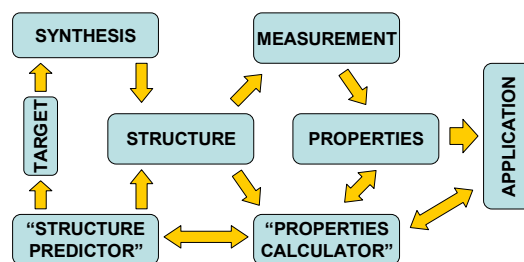 SYNTHESIS
MEASUREMENT
TARGET
STRUCTURE
PROPERTIES
APPLICATION
“STRUCTURE
PREDICTOR”
“PROPERTIES
CALCULATOR”